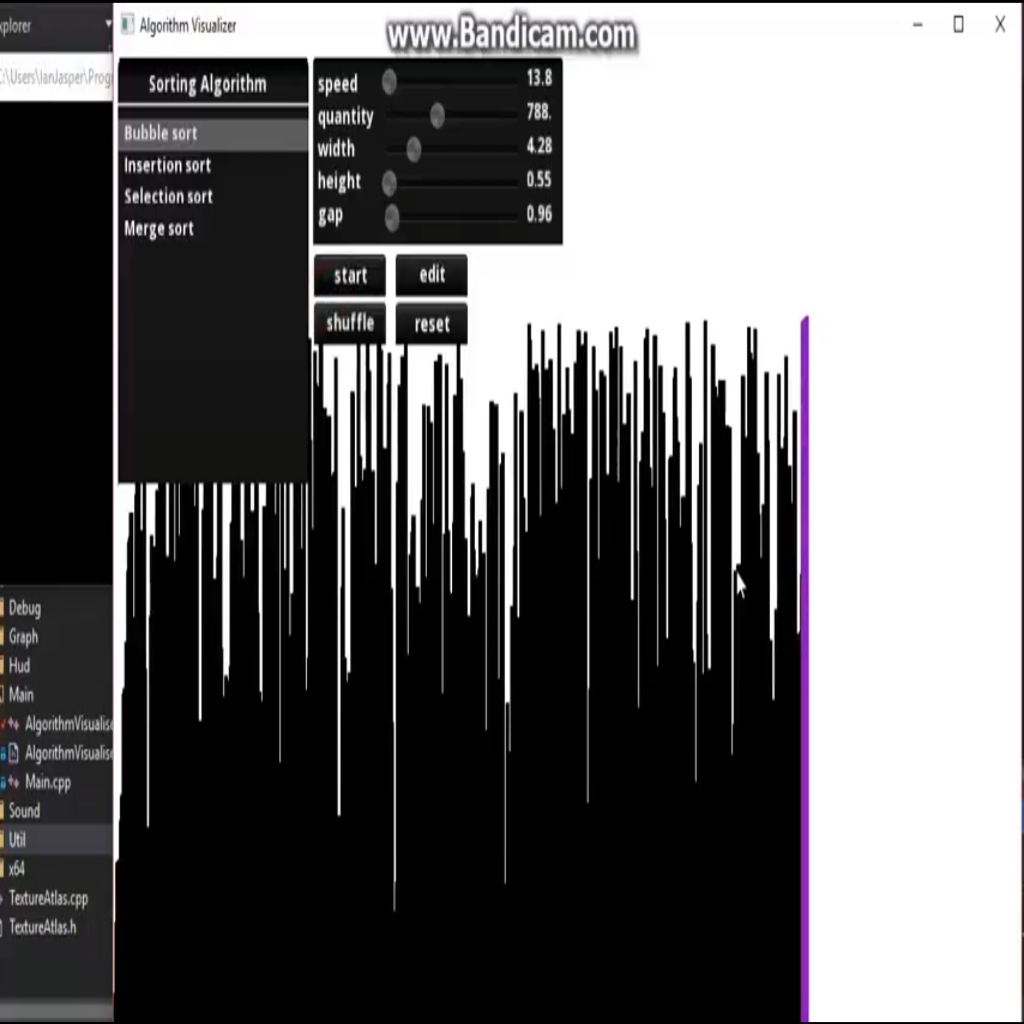 xplorer
Algorithm Visualizer
www.Bandicam.com
C:\Users\IanJasper\Prog
Sorting Algorithm
Bubble sort
Insertion sort
Selection sort
Merge sort
speed 13.8
quantity 788.
width 4.28
height 0.55
gap 0.96
start edit
shuffle reset
Debug
Graph
Hud
Main
AlgorithmVisualise
AlgorithmVisualise
Main.cpp
Sound
Util
x64
TextureAtlas.cpp
TextureAtlas.h